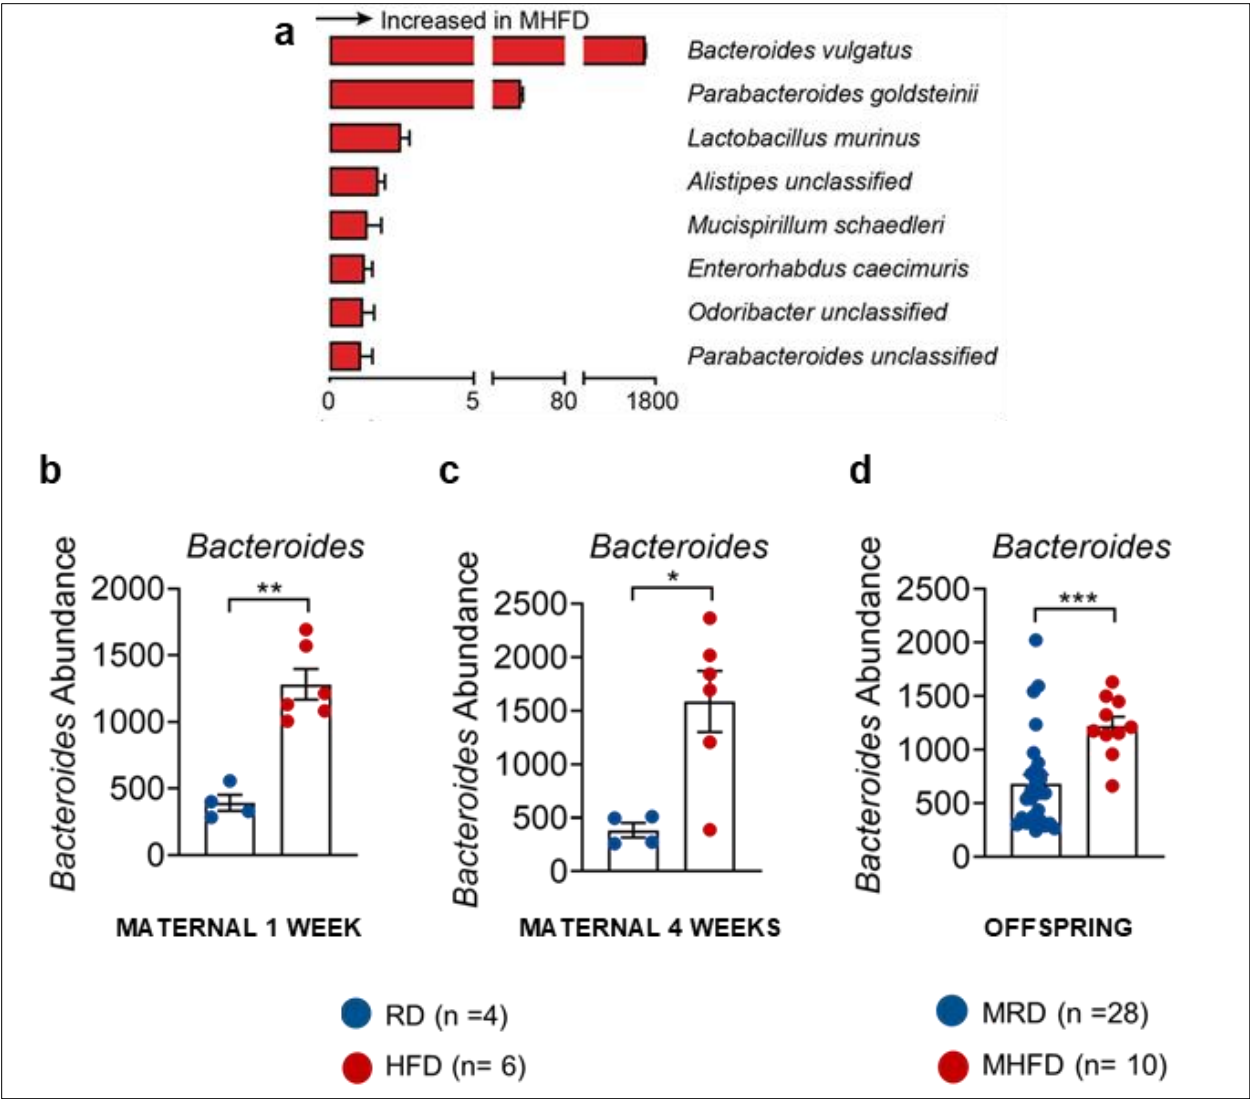 a
Increased in MHFD
Bacteroides vulgatus
Parabacteroides goldsteinii
Lactobacillus murinus
Alistipes unclassified
Mucispirillum schaedleri
Enterorhabdus caecimuris
Odoribacter unclassified
Parabacteroides unclassified
0 5 80 1800
b
Bacteroides
Bacteroides Abundance
2000
1500
1000
500
0
**
MATERNAL 1 WEEK
c
Bacteroides
Bacteroides Abundance
2500
2000
1500
1000
500
0
*
MATERNAL 4 WEEKS
d
Bacteroides
Bacteroides Abundance
2500
2000
1500
1000
500
0
***
OFFSPRING
RD (n =4)
HFD (n= 6)
MRD (n =28)
MHFD (n= 10)